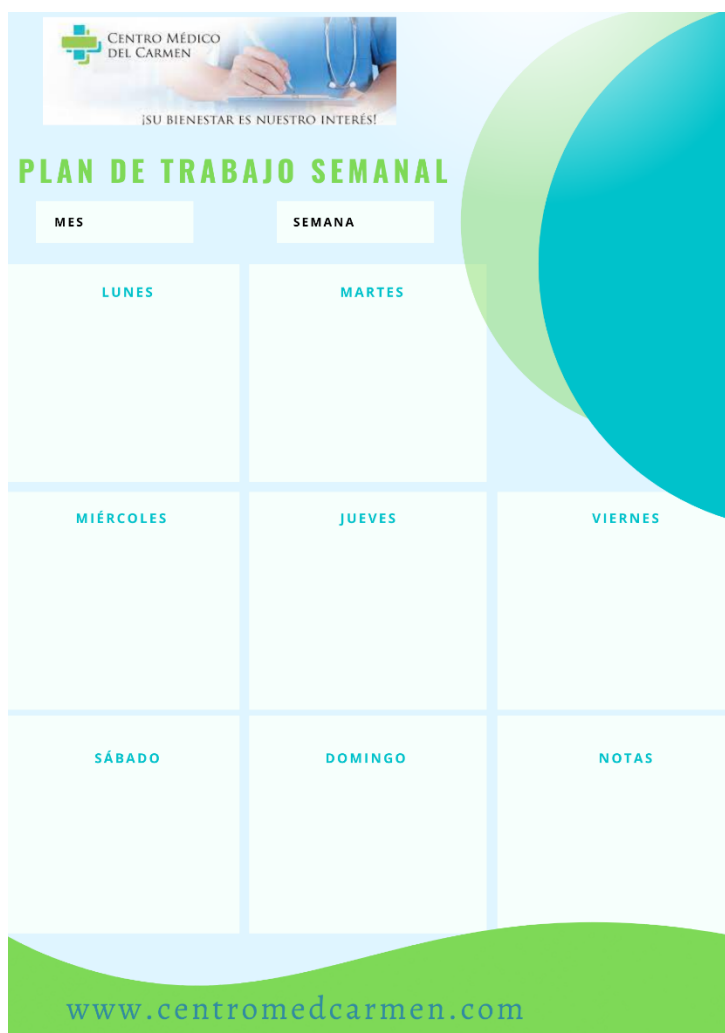 CENTRO MÉDICO
DEL CARMEN
¡SU BIENESTAR ES NUESTRO INTERÉS!
PLAN DE TRABAJO SEMANAL
MES
SEMANA
LUNES
MARTES
MIÉRCOLES
JUEVES
VIERNES
SÁBADO
DOMINGO
NOTAS
www.centromedcarmen.com